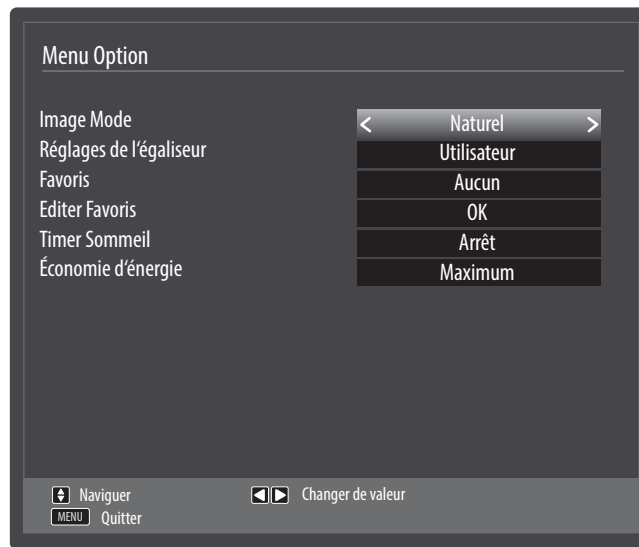 Menu Option
Image Mode < Naturel >
Réglages de l‘égaliseur Utilisateur
Favoris Aucun
Editer Favoris OK
Timer Sommeil Arrêt
Économie d‘énergie Maximum
Naviguer Changer de valeur
MENU Quitter